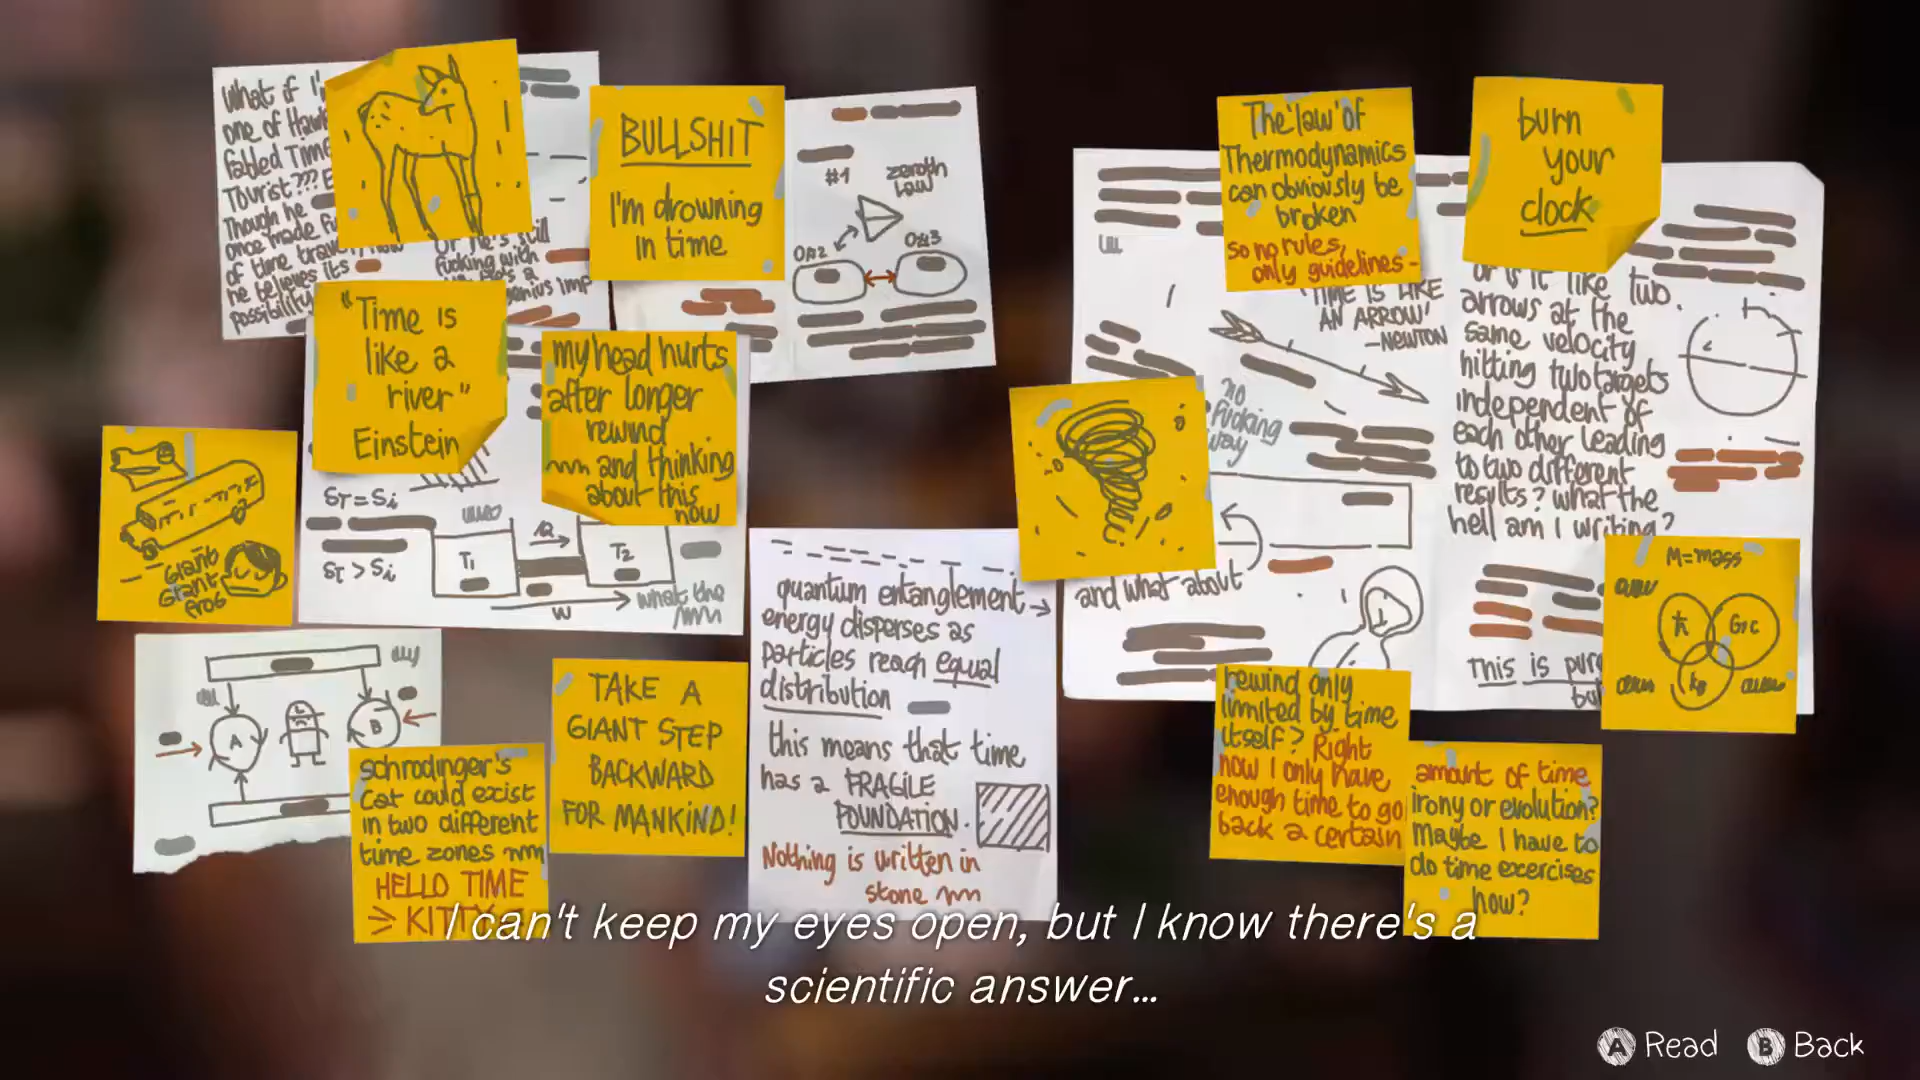 What if I'
one of Haw
fabled Time
Tourist??? E
Though he
once made fu
of time trav
he believes its
possibility
or he's still
fucking with
genius imp
BULLSHIT
I'm drowning
in time
#1
zeroth
law
"Time is
like a
river"
Einstein
my head hurts
after longer
rewind
and thinking
about this
now
Giant
Giant
Frog
ST=Si
ST>Si
T1
T2
W
what the
A
B
schrodinger's
cat could exist
in two different
time zones
HELLO TIME
KITTY
TAKE A
GIANT STEP
BACKWARD
FOR MANKIND!
quantum entanglement →
energy disperses as
particles reach equal
distribution
this means that time
has a FRAGILE
FOUNDATION.
Nothing is written in
stone
The 'law' of
Thermodynamics
can obviously be
broken
so no rules,
only guidelines-
burn
your
clock
'TIME IS LIKE
AN ARROW'
-NEWTON
no
fucking
way
or is it like two
arrows at the
same velocity
hitting two targets
independent of
each other leading
to two different
results? what the
hell am I writing?
and what about
This is pur
bu
M=mass
ħ
G,c
kB
rewind only
limited by time
itself? Right
now I only have
enough time to go
back a certain
amount of time
irony or evolution?
Maybe I have to
do time exercises
now?
I can't keep my eyes open, but I know there's a
scientific answer...
A Read B Back